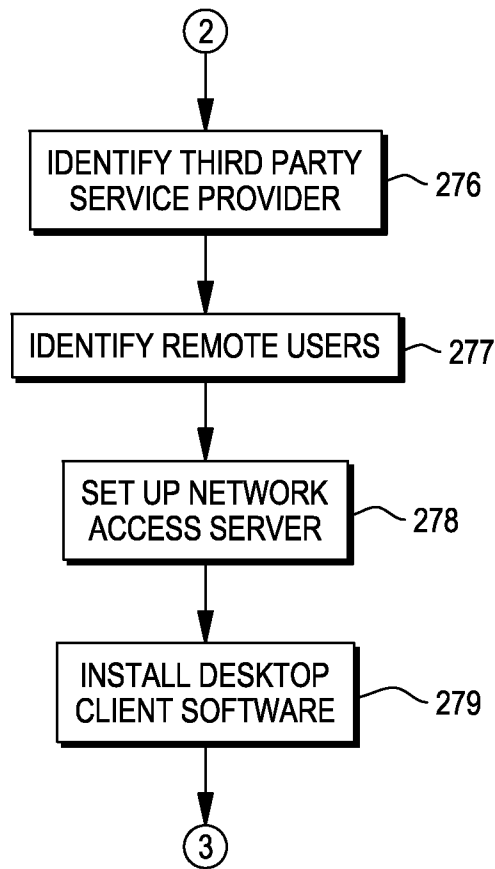 2
IDENTIFY THIRD PARTY
SERVICE PROVIDER
276
IDENTIFY REMOTE USERS
277
SET UP NETWORK
ACCESS SERVER
278
INSTALL DESKTOP
CLIENT SOFTWARE
279
3